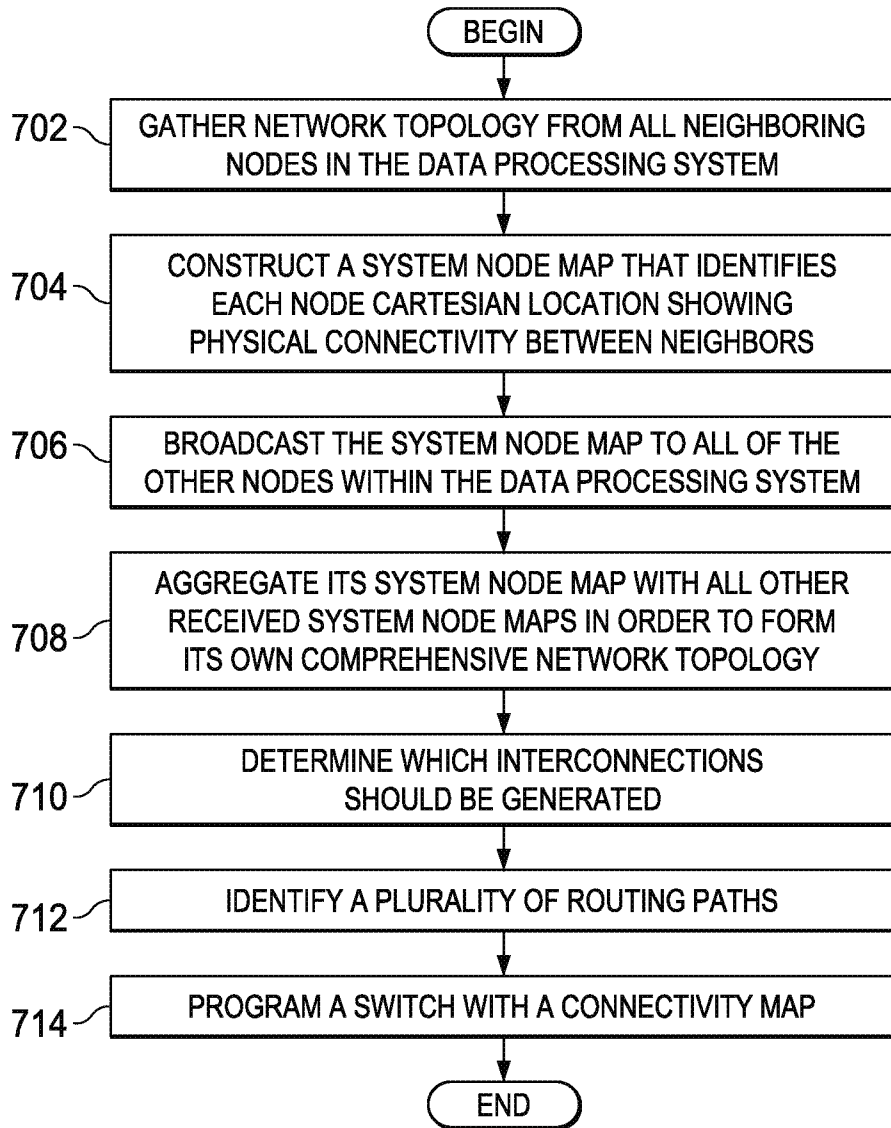 BEGIN
702
GATHER NETWORK TOPOLOGY FROM ALL NEIGHBORING
NODES IN THE DATA PROCESSING SYSTEM
704
CONSTRUCT A SYSTEM NODE MAP THAT IDENTIFIES
EACH NODE CARTESIAN LOCATION SHOWING
PHYSICAL CONNECTIVITY BETWEEN NEIGHBORS
706
BROADCAST THE SYSTEM NODE MAP TO ALL OF THE
OTHER NODES WITHIN THE DATA PROCESSING SYSTEM
708
AGGREGATE ITS SYSTEM NODE MAP WITH ALL OTHER
RECEIVED SYSTEM NODE MAPS IN ORDER TO FORM
ITS OWN COMPREHENSIVE NETWORK TOPOLOGY
710
DETERMINE WHICH INTERCONNECTIONS
SHOULD BE GENERATED
712
IDENTIFY A PLURALITY OF ROUTING PATHS
714
PROGRAM A SWITCH WITH A CONNECTIVITY MAP
END